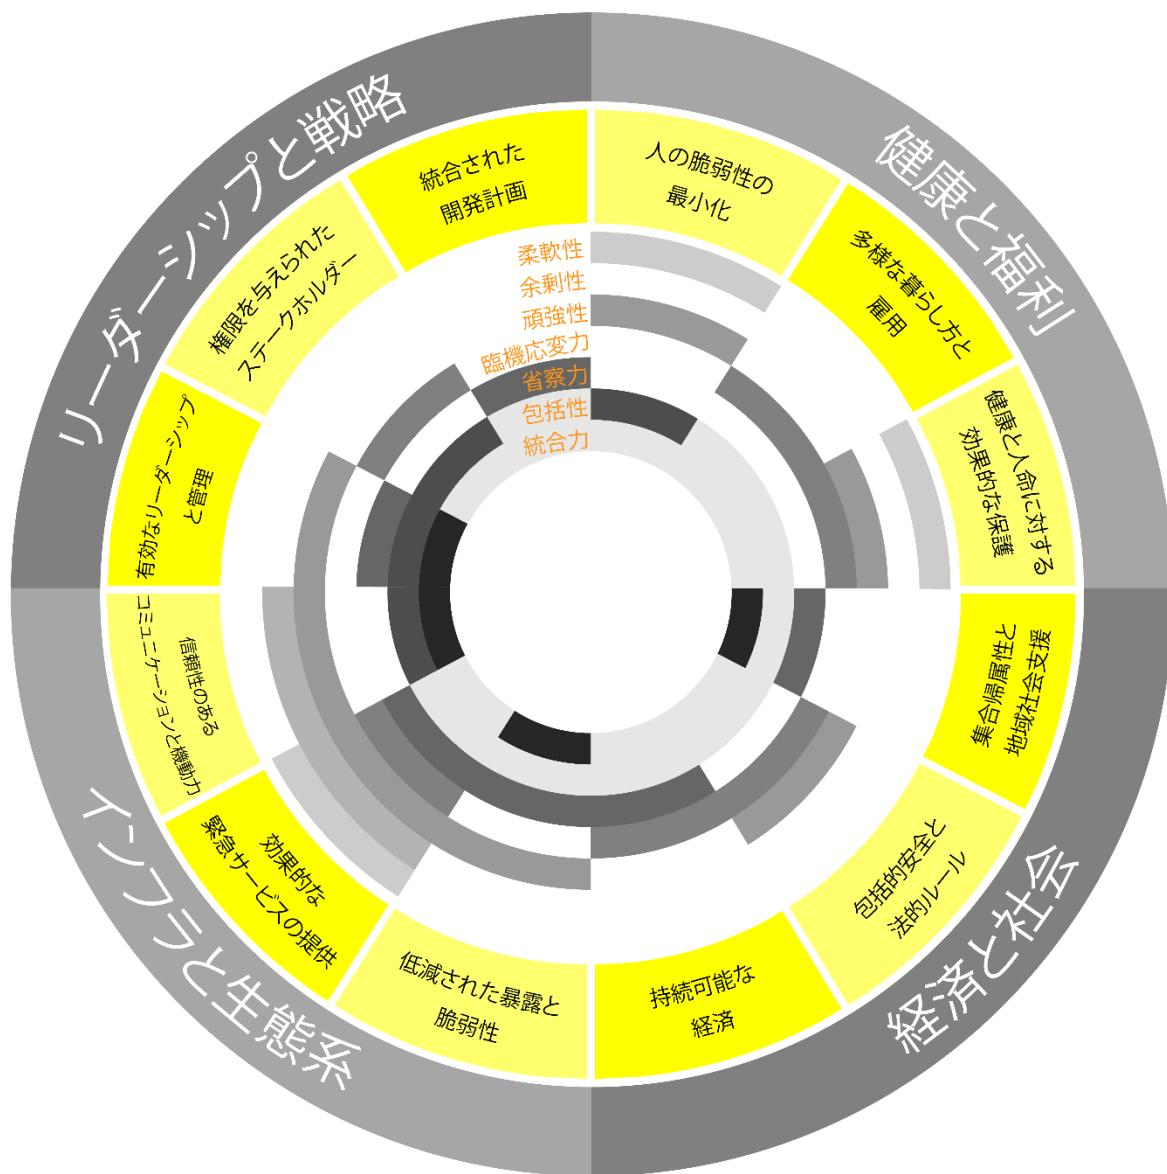 リーダーシップと戦略
健康と福利
経済と社会
インフラと生態系
人の脆弱性の
最小化
多様な暮らし方と
雇用
健康と人命に対する
効果的な保護
集合帰属性と
地域社会支援
包括的安全と
法的ルール
持続可能な
経済
低減された暴露と
脆弱性
効果的な
緊急サービスの提供
信頼性のある
コミュニケーションと機動力
有効なリーダーシップ
と管理
権限を与えられた
ステークホルダー
統合された
開発計画
柔軟性
余剰性
頑強性
臨機応変力
省察力
包括性
統合力